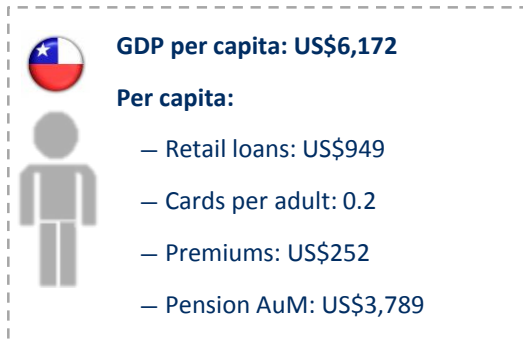 GDP per capita: US$6,172
Per capita:
— Retail loans: US$949
— Cards per adult: 0.2
— Premiums: US$252
— Pension AuM: US$3,789